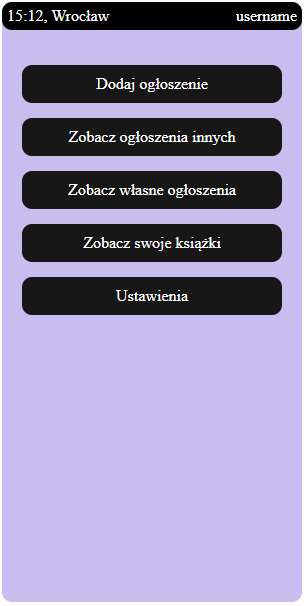 15:12, Wrocław username
Dodaj ogłoszenie
Zobacz ogłoszenia innych
Zobacz własne ogłoszenia
Zobacz swoje książki
Ustawienia